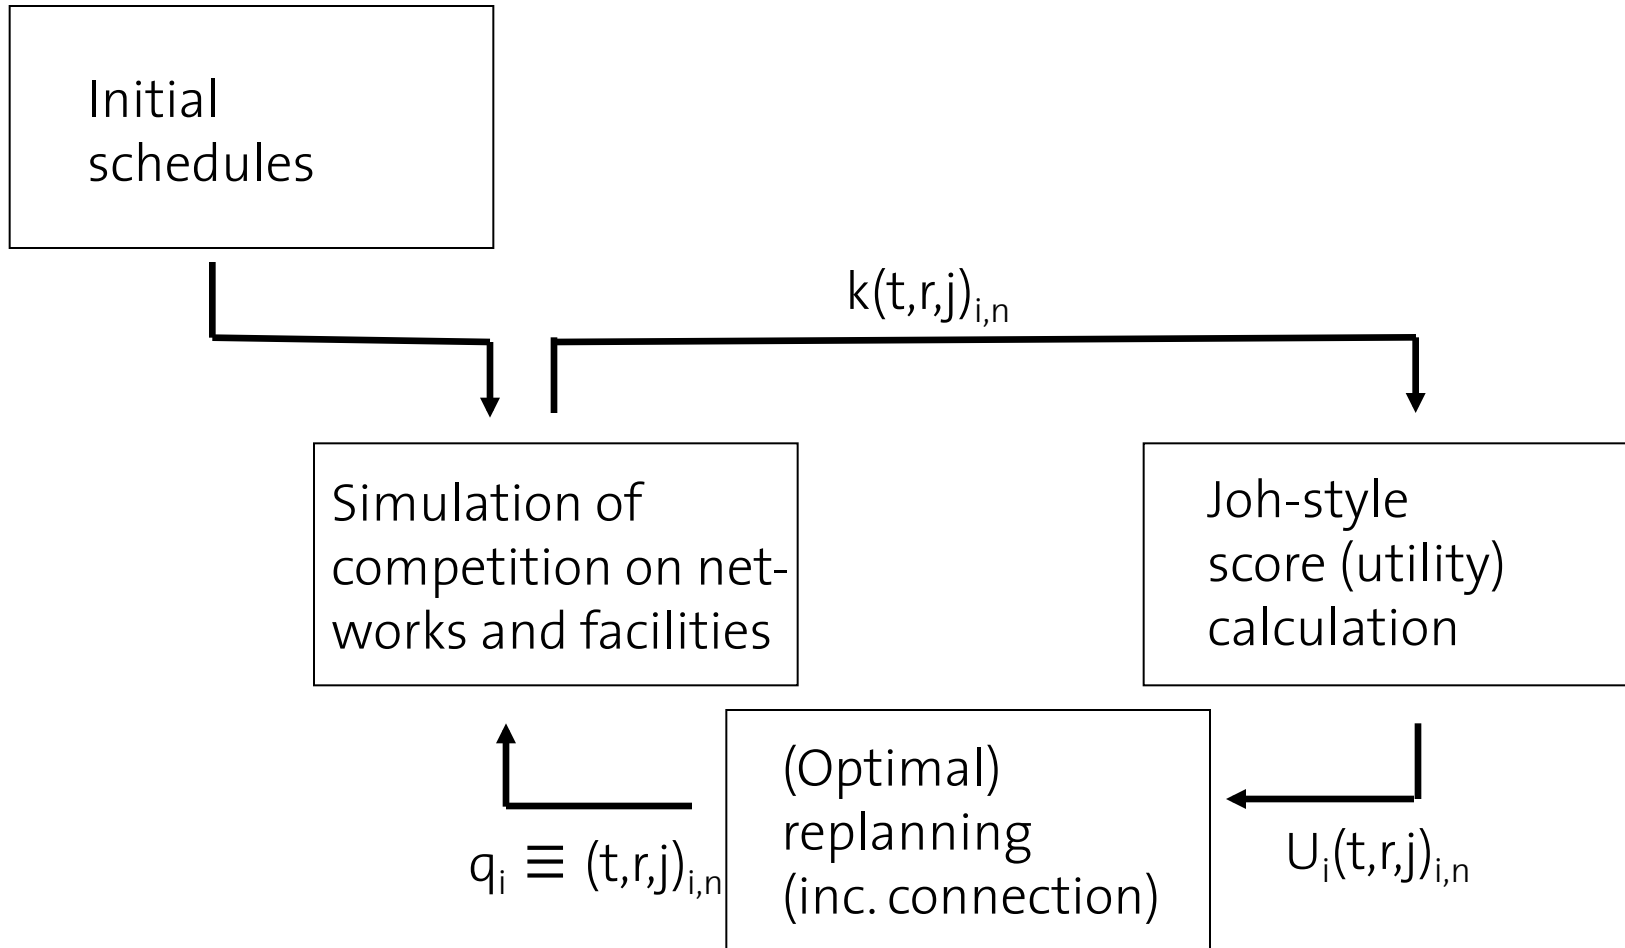 Initial
schedules
k(t,r,j)i,n
Simulation of
competition on net-
works and facilities
Joh-style
score (utility)
calculation
(Optimal)
replanning
(inc. connection)
qi ≡ (t,r,j)i,n
Ui(t,r,j)i,n